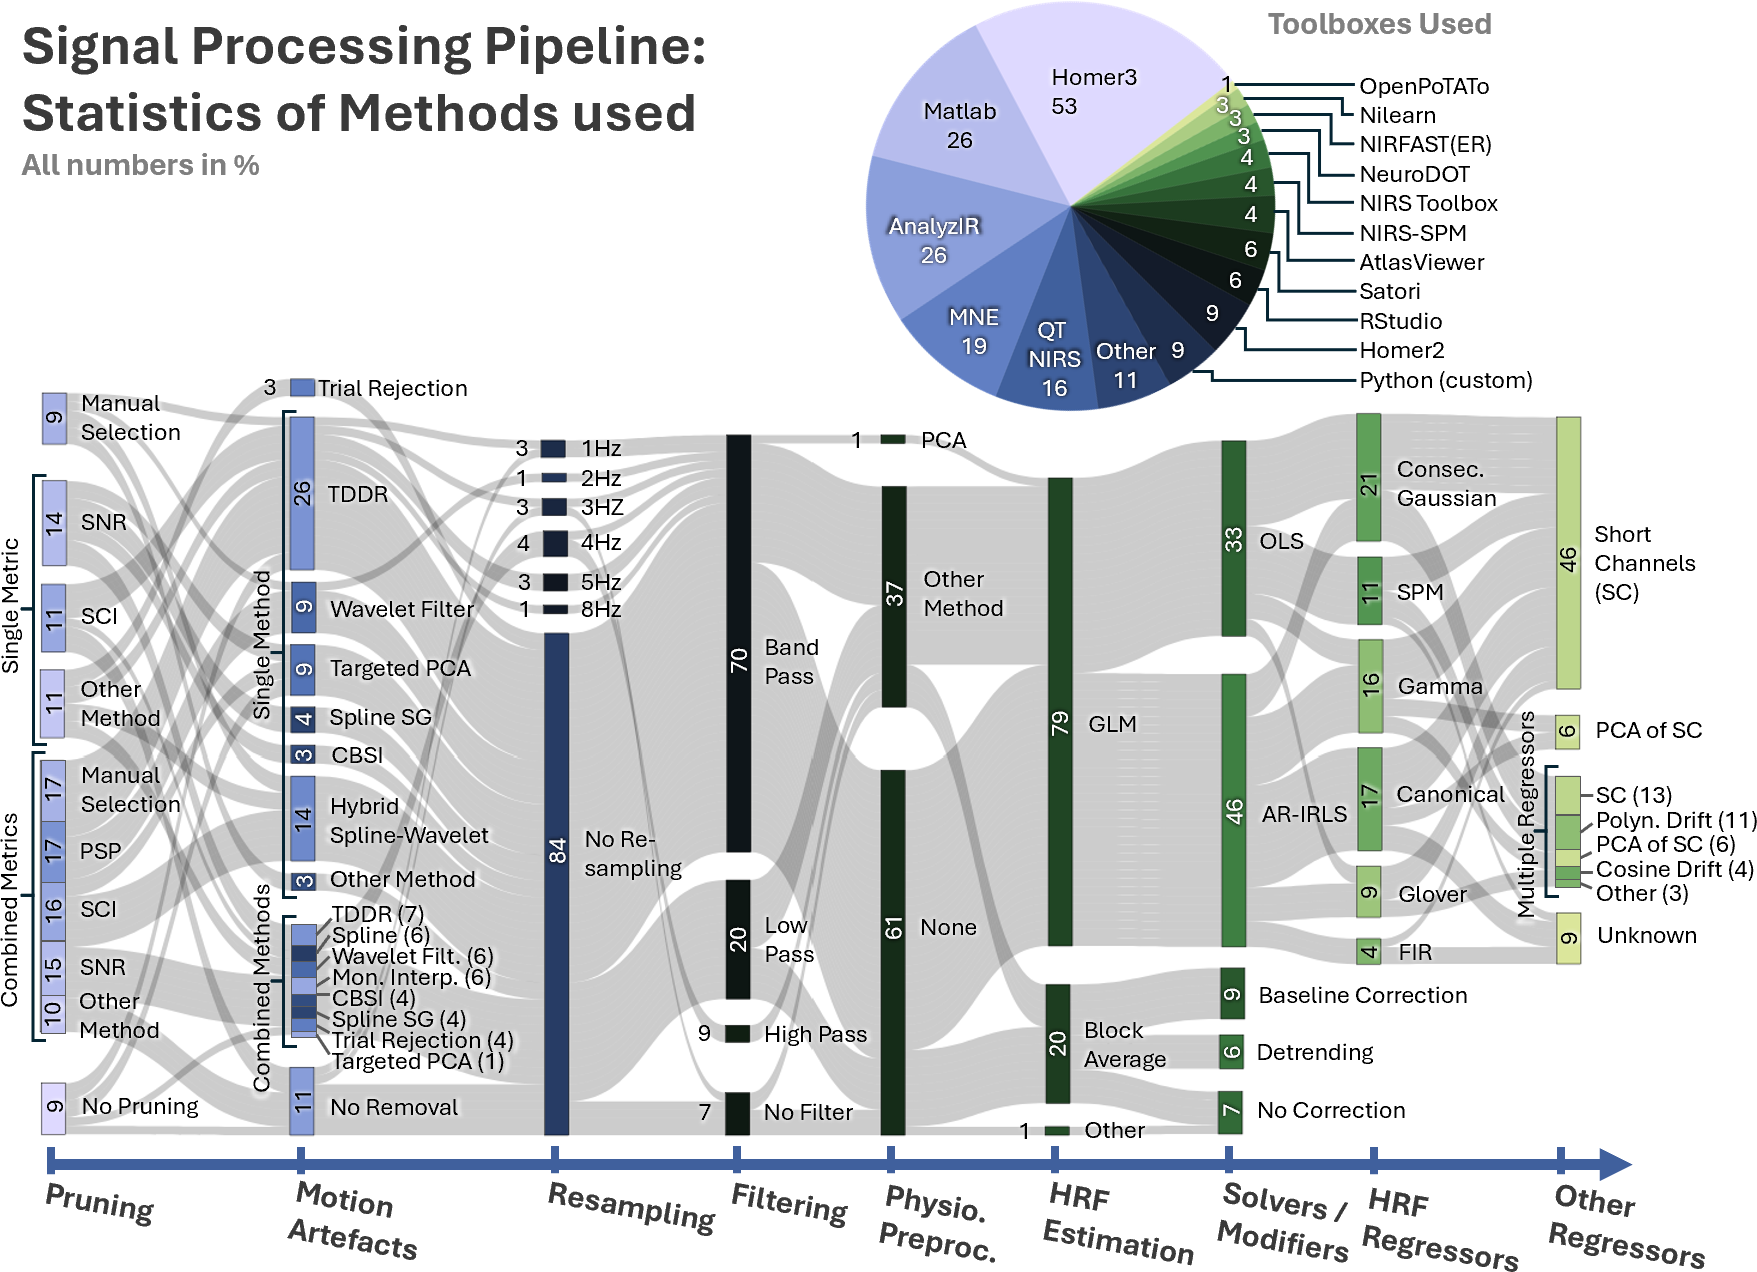 Signal Processing Pipeline:
Statistics of Methods used
All numbers in %
Toolboxes Used
Homer3
53
Matlab
26
AnalyzIR
26
MNE
19
QT
NIRS
16
Other
11
9
9
6
6
4
4
4
3
3
3
1
OpenPoTATo
Nilearn
NIRFAST(ER)
NeuroDOT
NIRS Toolbox
NIRS-SPM
AtlasViewer
Satori
RStudio
Homer2
Python (custom)
9
Manual
Selection
Single Metric
14
SNR
11
SCI
11
Other
Method
Combined Metrics
17
Manual
Selection
17
PSP
16
SCI
15
SNR
10
Other
Method
9
No Pruning
3
Trial Rejection
Single Method
26
TDDR
9
Wavelet Filter
9
Targeted PCA
4
Spline SG
3
CBSI
14
Hybrid
Spline-Wavelet
3
Other Method
Combined Methods
TDDR (7)
Spline (6)
Wavelet Filt. (6)
Mon. Interp. (6)
CBSI (4)
Spline SG (4)
Trial Rejection (4)
Targeted PCA (1)
11
No Removal
3
1Hz
1
2Hz
3
3HZ
4
4Hz
3
5Hz
1
8Hz
84
No Re-
sampling
70
Band
Pass
20
Low
Pass
9
High Pass
7
No Filter
1
PCA
37
Other
Method
61
None
79
GLM
20
Block
Average
1
Other
33
OLS
46
AR-IRLS
9
Baseline Correction
6
Detrending
7
No Correction
21
Consec.
Gaussian
11
SPM
16
Gamma
17
Canonical
9
Glover
4
FIR
46
Short
Channels
(SC)
6
PCA of SC
Multiple Regressors
SC (13)
Polyn. Drift (11)
PCA of SC (6)
Cosine Drift (4)
Other (3)
9
Unknown
Pruning
Motion
Artefacts
Resampling
Filtering
Physio.
Preproc.
HRF
Estimation
Solvers /
Modifiers
HRF
Regressors
Other
Regressors